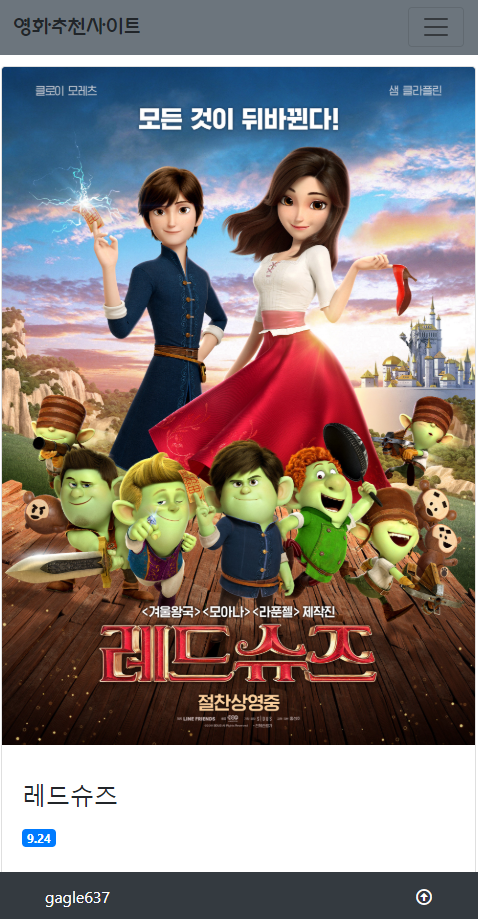 영화추천사이트
클로이 모레츠
샘 클라플린
모든 것이 뒤바뀐다!
<겨울왕국> <모아나> <라푼젤> 제작진
레드슈즈
절찬상영중
LINE FRIENDS
레드슈즈
9.24
gagle637